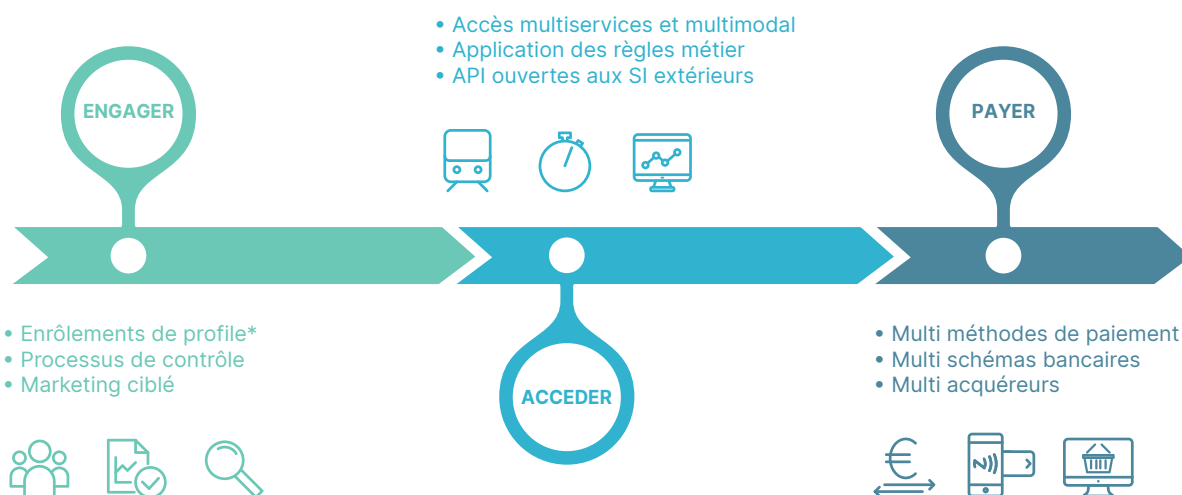 ENGAGER
• Enrôlements de profile*
• Processus de contrôle
• Marketing ciblé
• Accès multiservices et multimodal
• Application des règles métier
• API ouvertes aux SI extérieurs
ACCEDER
PAYER
• Multi méthodes de paiement
• Multi schémas bancaires
• Multi acquéreurs